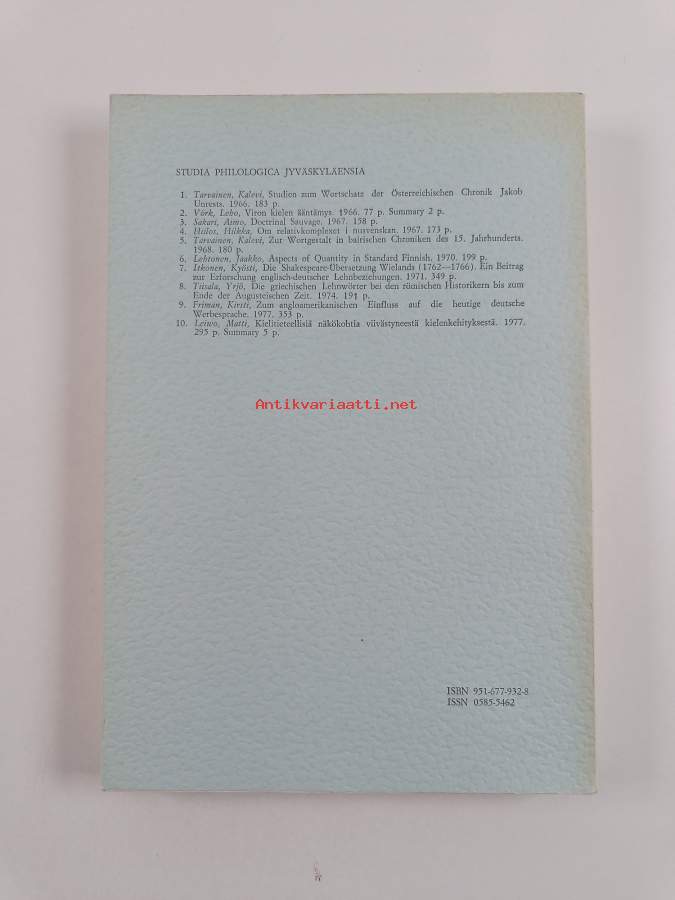 STUDIA PHILOLOGICA JYVÄSKYLÄENSIA
1. Tarvainen, Kalevi, Studien zum Wortschatz der Österreichischen Chronik Jakob
Unrests. 1966. 183 p.
2. Võrk, Lebo, Viron kielen ääntämys. 1966. 77 p. Summary 2 p.
3. Sakari, Aimo, Doctrinal Sauvage. 1967. 158 p.
4. Hiilos, Hilkka, Om relativkomplexet i nusvenskan. 1967. 173 p.
5. Tarvainen, Kalevi, Zur Wortgestalt in bairischen Chroniken des 15. Jahrhunderts.
1968. 180 p.
6. Lehtonen, Jaakko, Aspects of Quantity in Standard Finnish. 1970. 199 p.
7. Itkonen, Kyösti, Die Shakespeare-Übersetzung Wielands (1762—1766). Ein Beitrag
zur Erforschung englisch-deutscher Lehnbeziehungen. 1971. 349 p.
8. Tiisala, Yrjö, Die griechischen Lehnwörter bei den römischen Historikern bis zum
Ende der Augusteischen Zeit. 1974. 191 p.
9. Friman, Kirsti, Zum angloamerikanischen Einfluss auf die heutige deutsche
Werbesprache. 1977. 353 p.
10. Leiwo, Matti, Kielitieteellisiä näkökohtia viivästyneestä kielenkehityksestä. 1977.
295 p. Summary 5 p.
Antikvariaatti.net
ISBN 951-677-932-8
ISSN 0585-5462